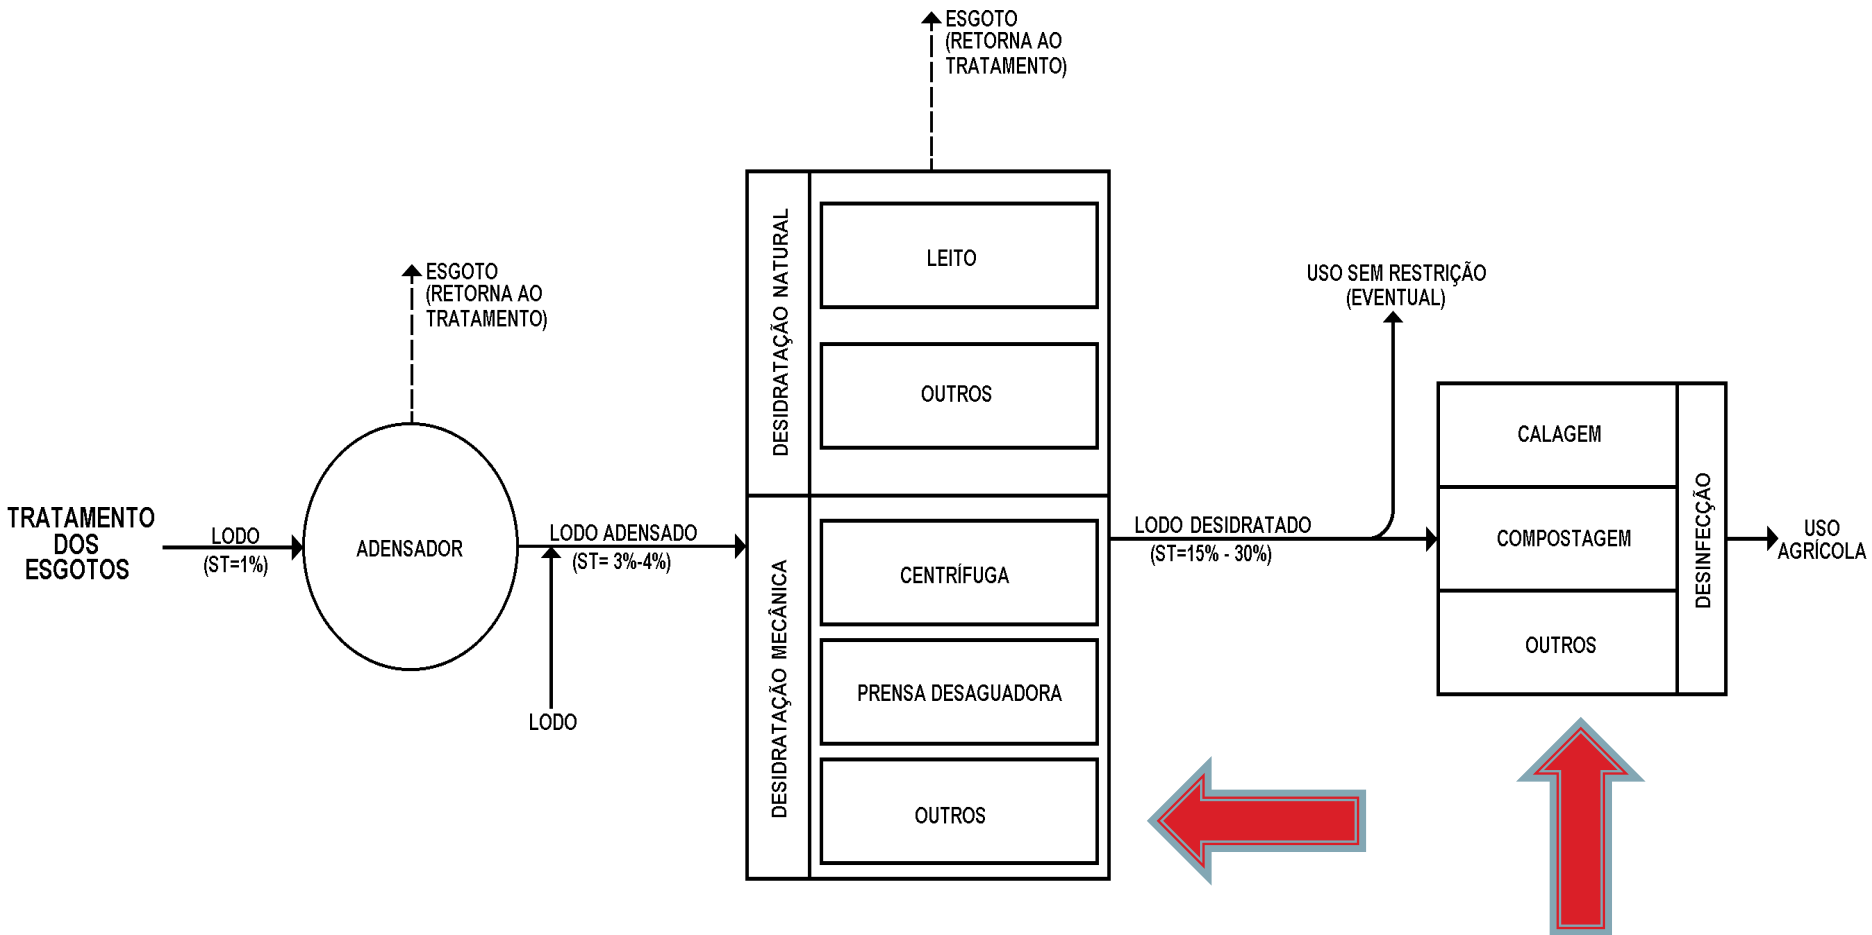 TRATAMENTO
DOS
ESGOTOS
LODO
(ST=1%)
ESGOTO
(RETORNA AO
TRATAMENTO)
ADENSADOR
LODO ADENSADO
(ST= 3%-4%)
LODO
ESGOTO
(RETORNA AO
TRATAMENTO)
DESIDRATAÇÃO NATURAL
LEITO
OUTROS
DESIDRATAÇÃO MECÂNICA
CENTRÍFUGA
PRENSA DESAGUADORA
OUTROS
LODO DESIDRATADO
(ST=15% - 30%)
USO SEM RESTRIÇÃO
(EVENTUAL)
CALAGEM
COMPOSTAGEM
OUTROS
DESINFECÇÃO
USO
AGRÍCOLA